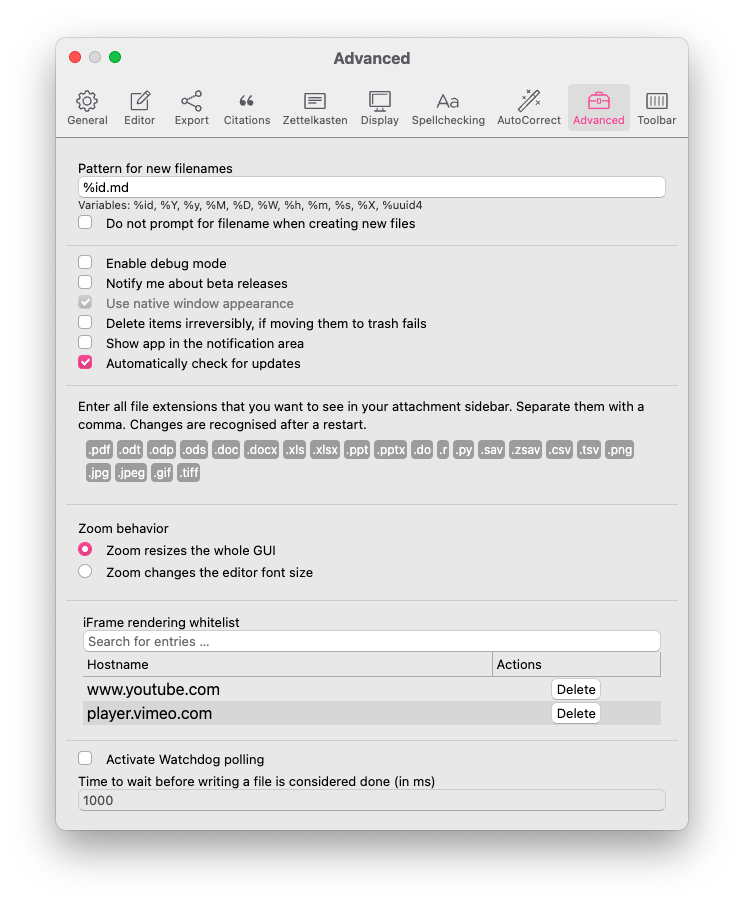 Advanced
General Editor Export Citations Zettelkasten Display Spellchecking AutoCorrect Advanced Toolbar
Pattern for new filenames
%id.md
Variables: %id, %Y, %y, %M, %D, %W, %h, %m, %s, %X, %uuid4
Do not prompt for filename when creating new files
Enable debug mode
Notify me about beta releases
Use native window appearance
Delete items irreversibly, if moving them to trash fails
Show app in the notification area
Automatically check for updates
Enter all file extensions that you want to see in your attachment sidebar. Separate them with a
comma. Changes are recognised after a restart.
.pdf .odt .odp .ods .doc .docx .xls .xlsx .ppt .pptx .do .r .py .sav .zsav .csv .tsv .png
.jpg .jpeg .gif .tiff
Zoom behavior
Zoom resizes the whole GUI
Zoom changes the editor font size
iFrame rendering whitelist
Search for entries ...
Hostname Actions
www.youtube.com Delete
player.vimeo.com Delete
Activate Watchdog polling
Time to wait before writing a file is considered done (in ms)
1000